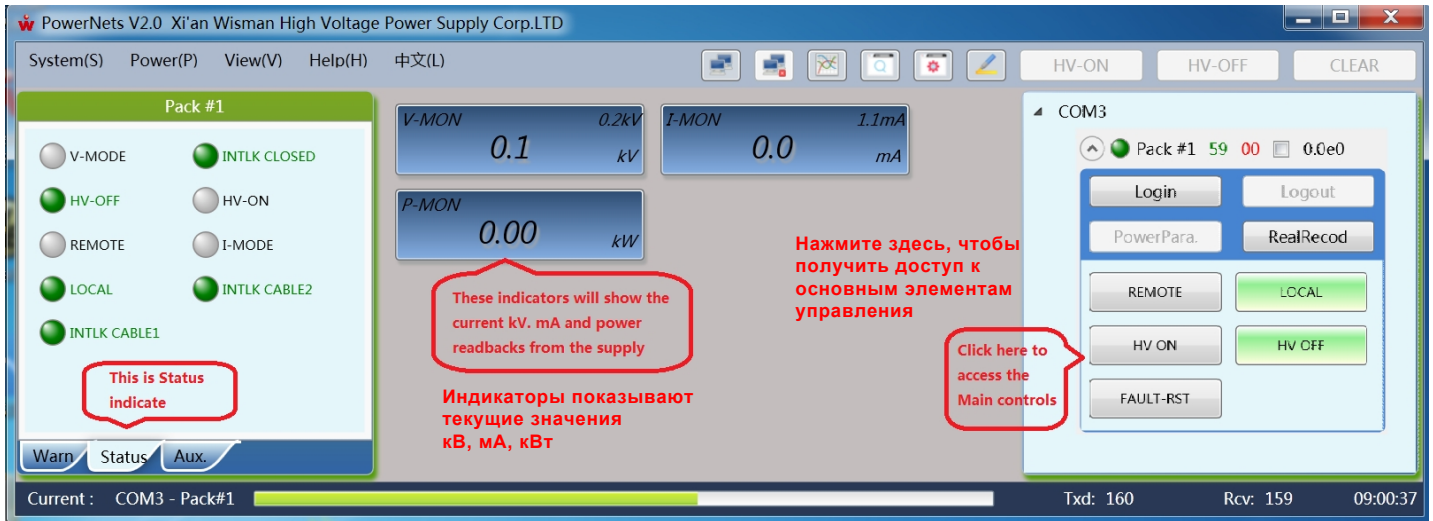 PowerNets V2.0 Xi'an Wisman High Voltage Power Supply Corp.LTD
System(S) Power(P) View(V) Help(H) 中文(L)
HV-ON HV-OFF CLEAR
Pack #1
V-MODE INTLK CLOSED
HV-OFF HV-ON
REMOTE I-MODE
LOCAL INTLK CABLE2
INTLK CABLE1
This is Status
indicate
Warn Status Aux.
V-MON 0.2kV
0.1 kV
I-MON 1.1mA
0.0 mA
P-MON
0.00 kW
These indicators will show the
current kV. mA and power
readbacks from the supply
Индикаторы показывают
текущие значения
кВ, мА, кВт
Нажмите здесь, чтобы
получить доступ к
основным элементам
управления
Click here to
access the
Main controls
COM3
Pack #1 59 00 0.0e0
Login Logout
PowerPara. RealRecod
REMOTE LOCAL
HV ON HV OFF
FAULT-RST
Current : COM3 - Pack#1 Txd: 160 Rcv: 159 09:00:37